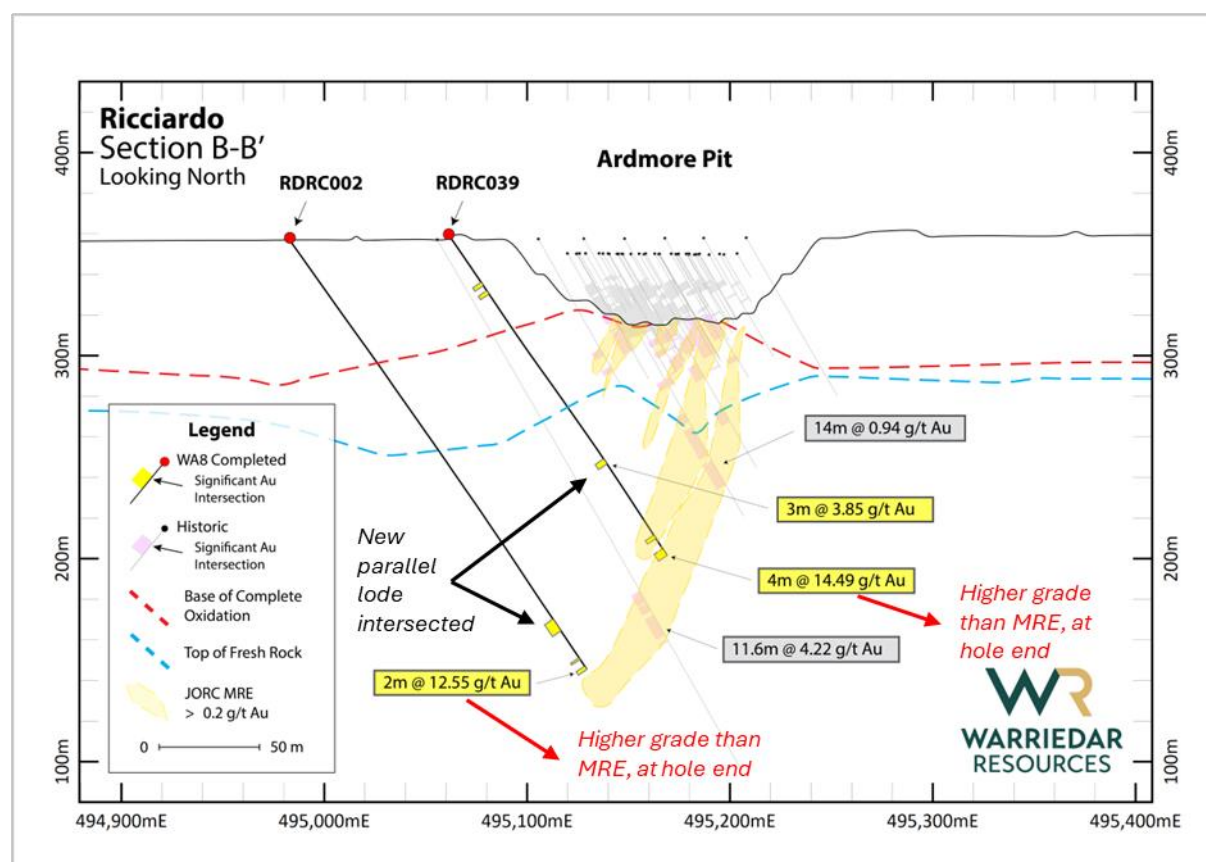 Ricciardo
Section B-B'
Looking North
RDRC002
RDRC039
Ardmore Pit
400m
300m
200m
100m
400m
300m
200m
100m
Legend
WA8 Completed
Significant Au
Intersection
Historic
Significant Au
Intersection
Base of Complete
Oxidation
Top of Fresh Rock
JORC MRE
> 0.2 g/t Au
0
50 m
New
parallel
lode
intersected
14m @ 0.94 g/t Au
3m @ 3.85 g/t Au
4m @ 14.49 g/t Au
Higher grade
than MRE, at
hole end
11.6m @ 4.22 g/t Au
2m @ 12.55 g/t Au
Higher grade than
MRE, at hole end
WR
WARRIEDAR
RESOURCES
494,900mE
495,000mE
495,100mE
495,200mE
495,300mE
495,400mE